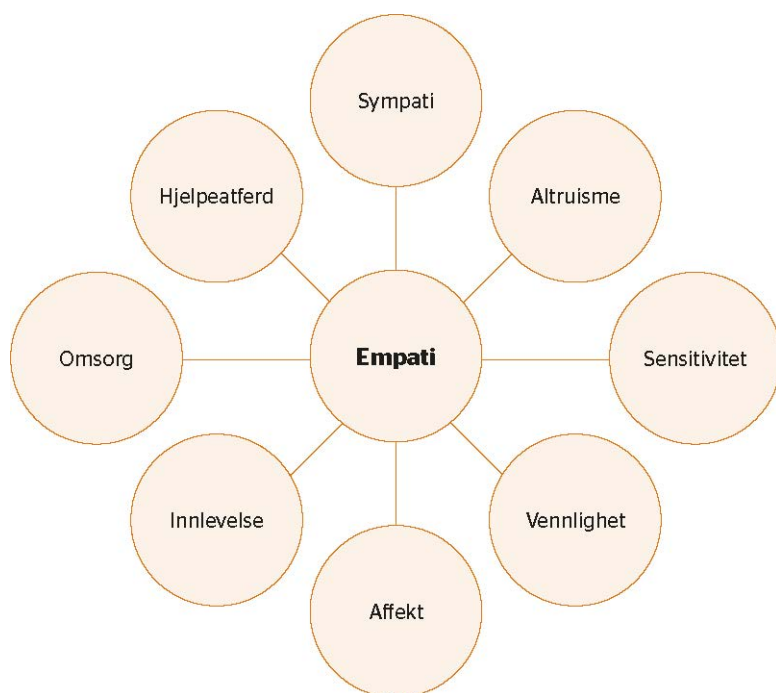 Sympati
Hjelpeatferd
Altruisme
Omsorg
Empati
Sensitivitet
Innlevelse
Vennlighet
Affekt